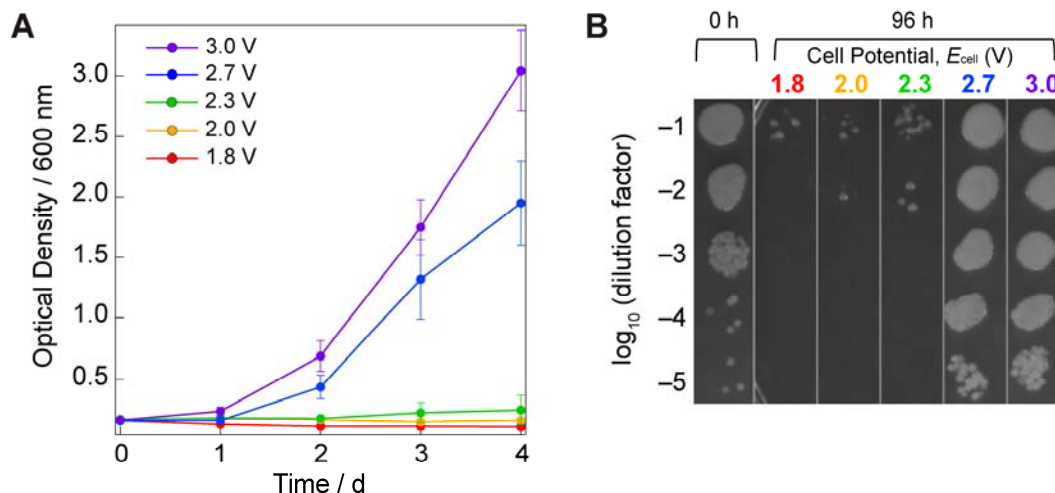 A
Optical Density / 600 nm
3.0
2.5
2.0
1.5
1.0
0.5
3.0 V
2.7 V
2.3 V
2.0 V
1.8 V
0 1 2 3 4
Time / d
B
0 h 96 h
Cell Potential, Ecell (V)
1.8 2.0 2.3 2.7 3.0
log10 (dilution factor)
–1
–2
–3
–4
–5